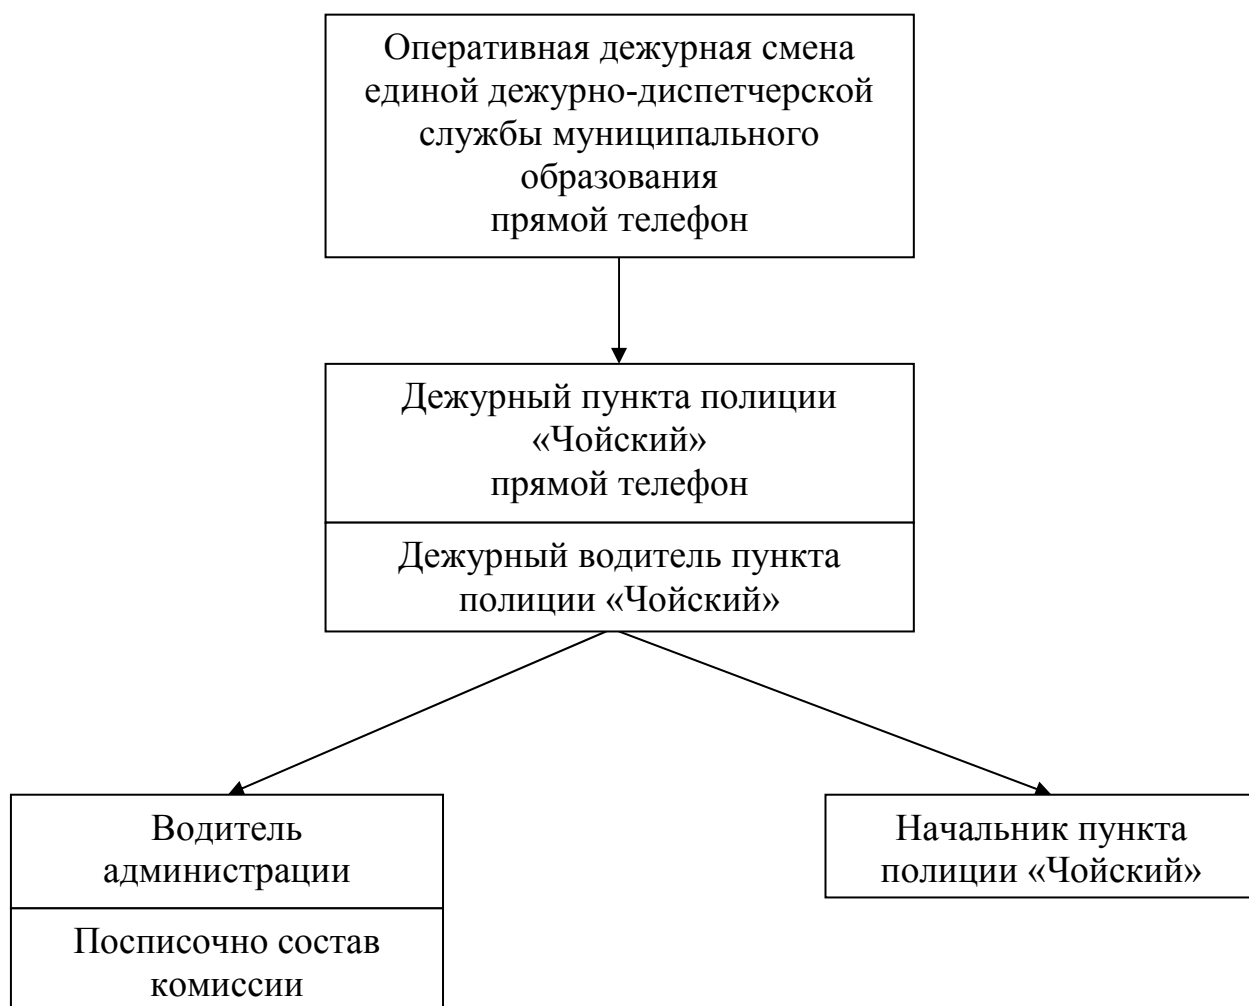 Оперативная дежурная смена
единой дежурно-диспетчерской
службы муниципального
образования
прямой телефон
Дежурный пункта полиции
«Чойский»
прямой телефон
Дежурный водитель пункта
полиции «Чойский»
Водитель
администрации
Посписочно состав
комиссии
Начальник пункта
полиции «Чойский»